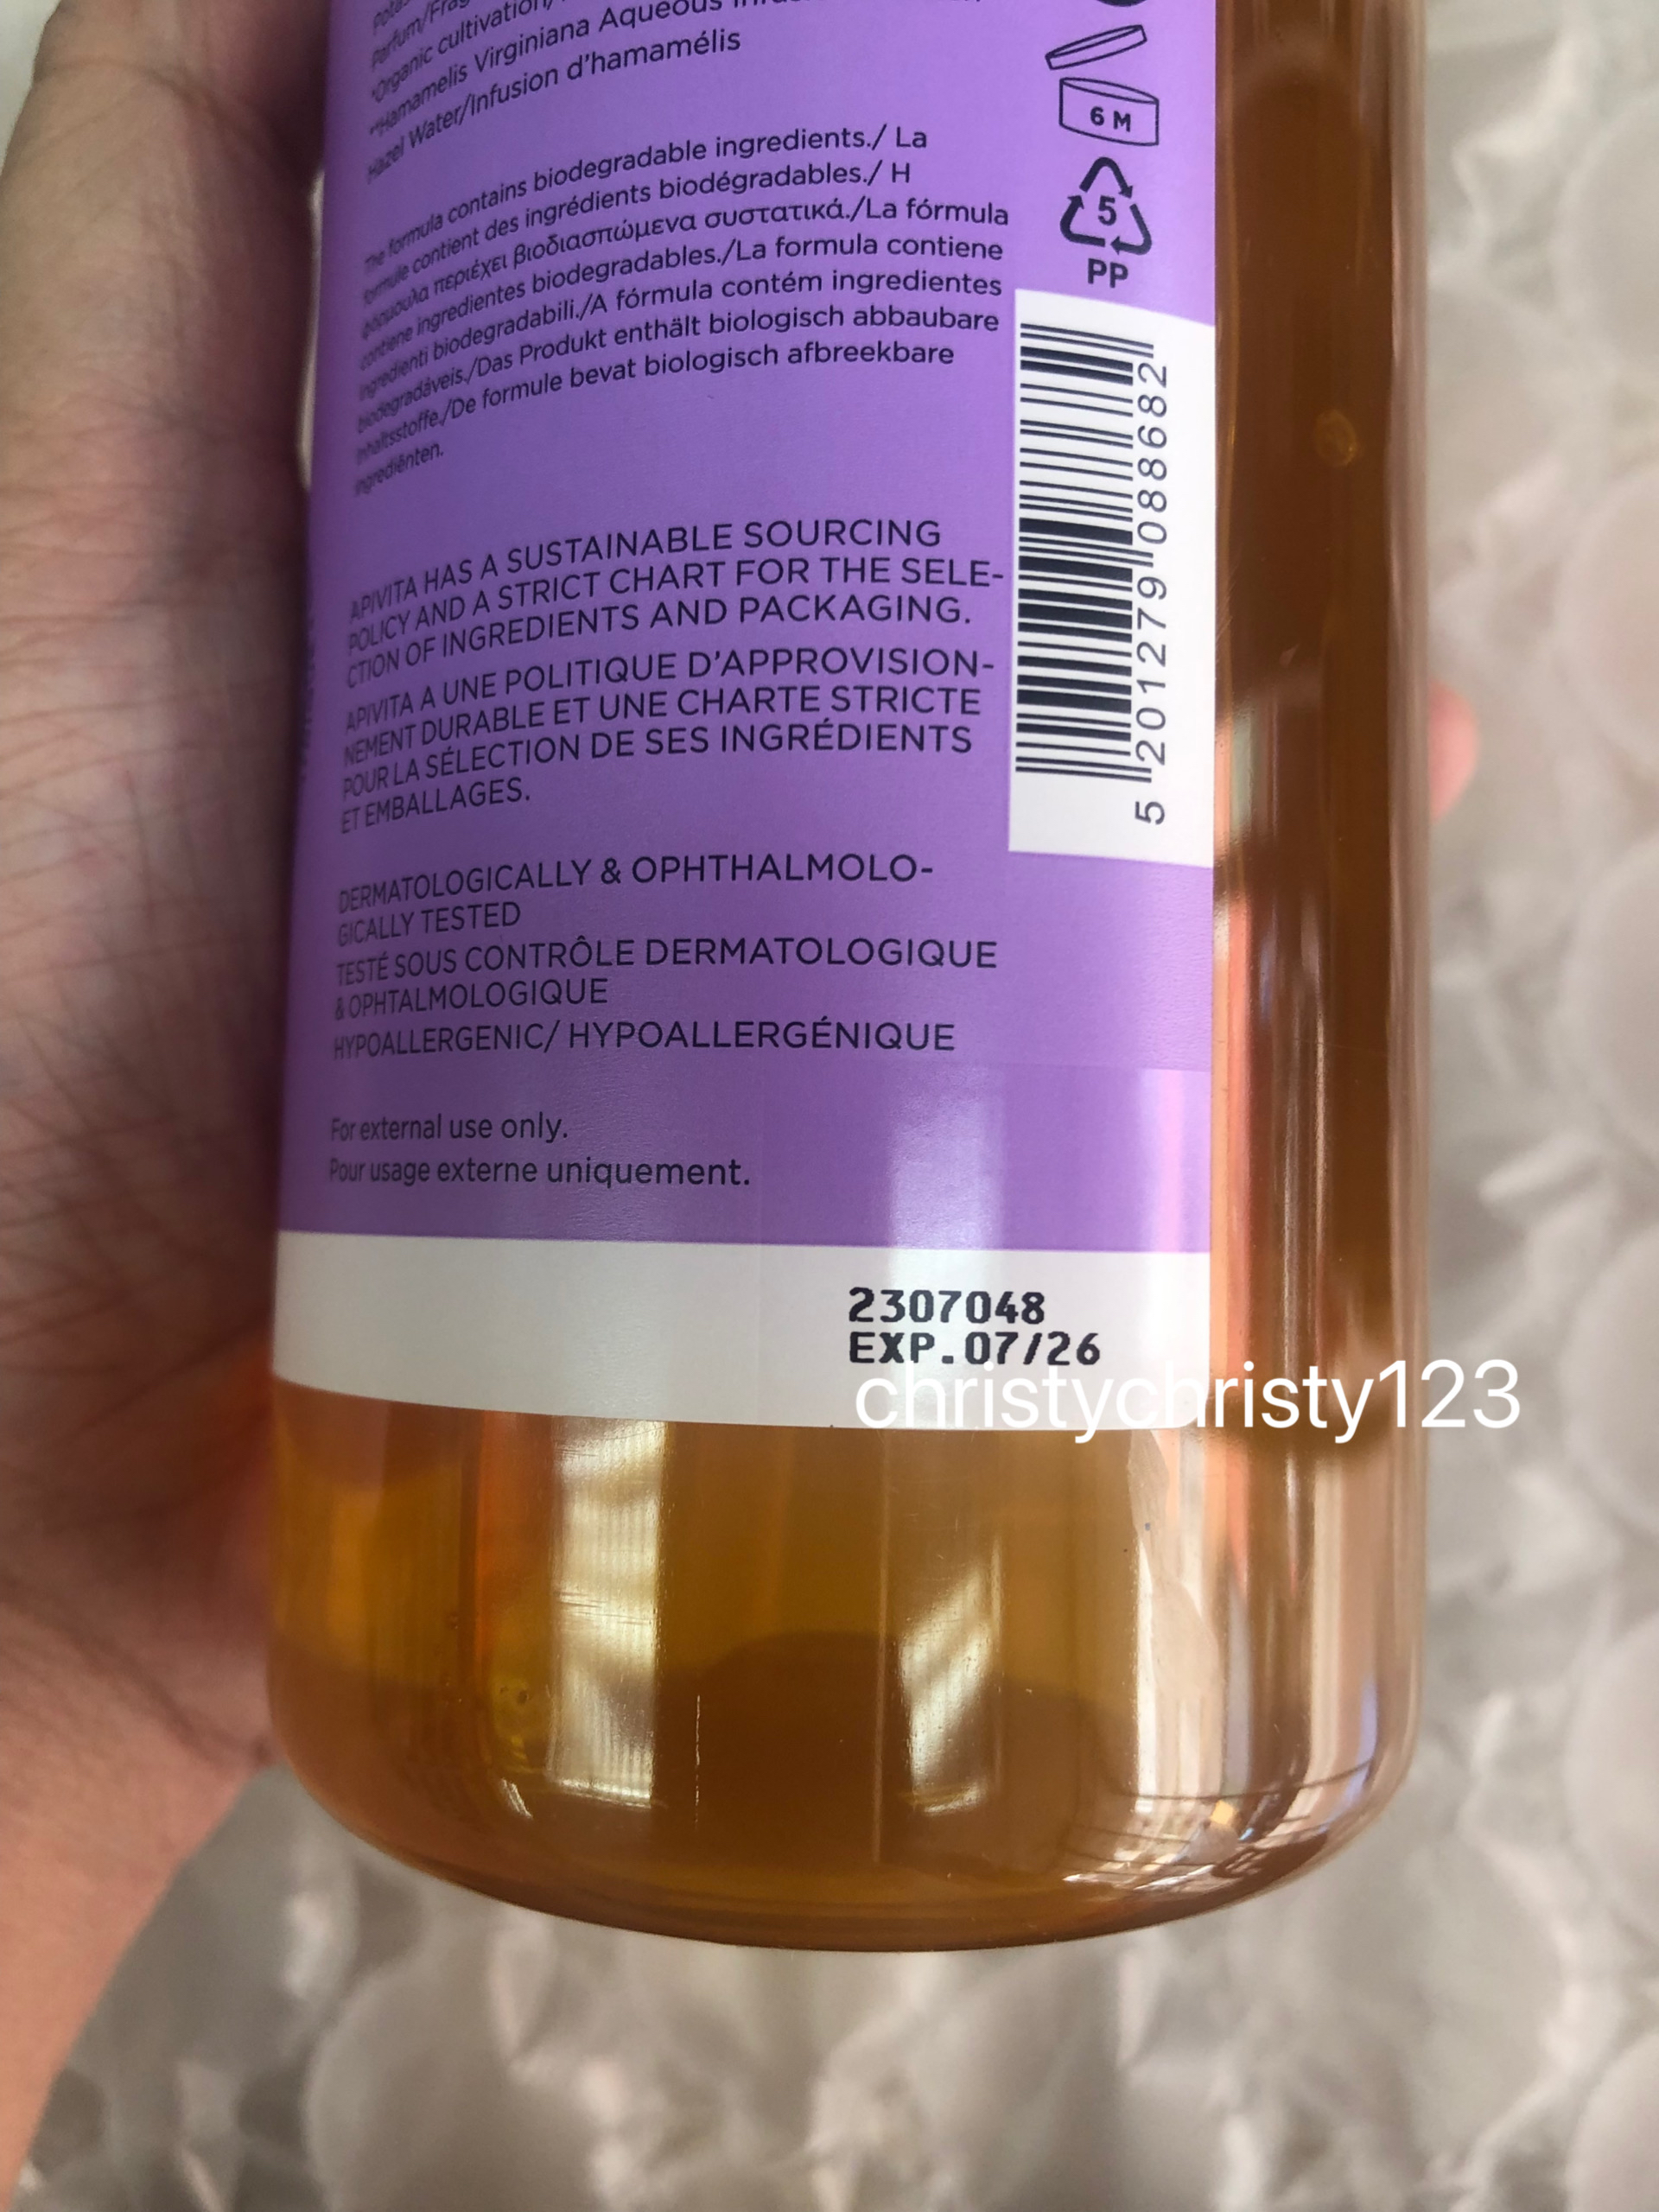 Parfum/
*Organic cultivation/
**Hamamelis Virginiana Aqueous
Hazel Water/Infusion d'hamamélis
The formula contains biodegradable ingredients./ La
formule contient des ingrédients biodégradables./ Η
φόρμουλα περιέχει βιοδιασπώμενα συστατικά./La fórmula
contiene ingredientes biodegradables./La formula contiene
ingredienti biodegradabili./A fórmula contém ingredientes
biodegradáveis./Das Produkt enthält biologisch abbaubare
Inhaltsstoffe./De formule bevat biologisch afbreekbare
ingrediënten.
APIVITA HAS A SUSTAINABLE SOURCING
POLICY AND A STRICT CHART FOR THE SELE-
CTION OF INGREDIENTS AND PACKAGING.
APIVITA A UNE POLITIQUE D'APPROVISION-
NEMENT DURABLE ET UNE CHARTE STRICTE
POUR LA SÉLECTION DE SES INGRÉDIENTS
ET EMBALLAGES.
DERMATOLOGICALLY & OPHTHALMOLO-
GICALLY TESTED
TESTÉ SOUS CONTRÔLE DERMATOLOGIQUE
& OPHTALMOLOGIQUE
HYPOALLERGENIC/ HYPOALLERGÉNIQUE
For external use only.
Pour usage externe uniquement.
6 M
5
PP
5 201279 088682
2307048
EXP.07/26
christychristy123